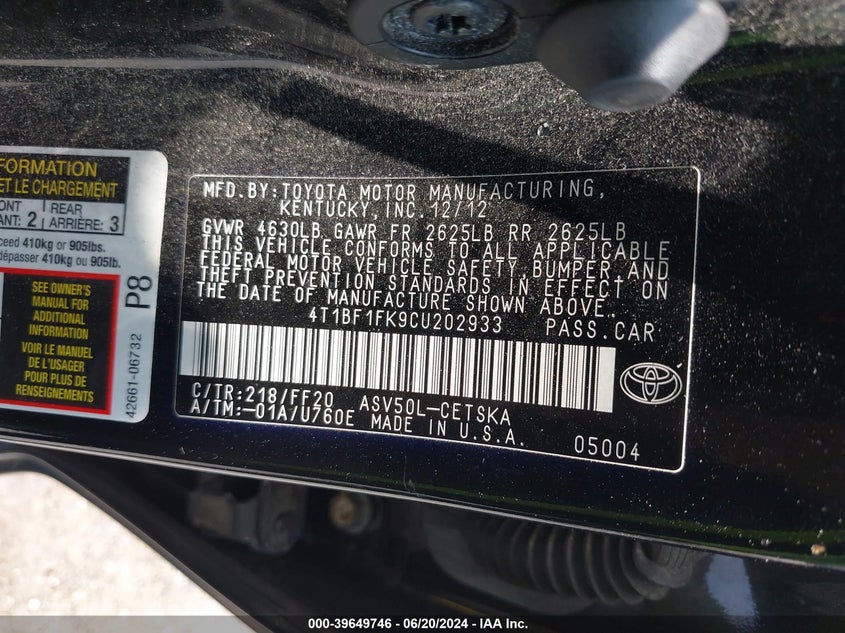 FORMATION
ET LE CHARGEMENT
ONT
ANT: 2
REAR
ARRIÈRE: 3
ceed 410kg or 905lbs.
dépasser 410kg ou 905lb.
SEE OWNER'S
MANUAL FOR
ADDITIONAL
INFORMATION
VOIR LE MANUEL
DE L'USAGER
POUR PLUS DE
RENSEIGNEMENTS
42661-06732
P8
MFD.BY:TOYOTA MOTOR MANUFACTURING,
KENTUCKY, INC. 12/12
GVWR 4630LB GAWR FR 2625LB RR 2625LB
THIS VEHICLE CONFORMS TO ALL APPLICABLE
FEDERAL MOTOR VEHICLE SAFETY, BUMPER, AND
THEFT PREVENTION STANDARDS IN EFFECT ON
THE DATE OF MANUFACTURE SHOWN ABOVE.
4T1BF1FK9CU202933 PASS.CAR
C/TR:218/FF20 ASV50L-CETSKA
A/TM:-01A/U760E MADE IN U.S.A.
05004
000-39649746 - 06/20/2024 - IAA Inc.